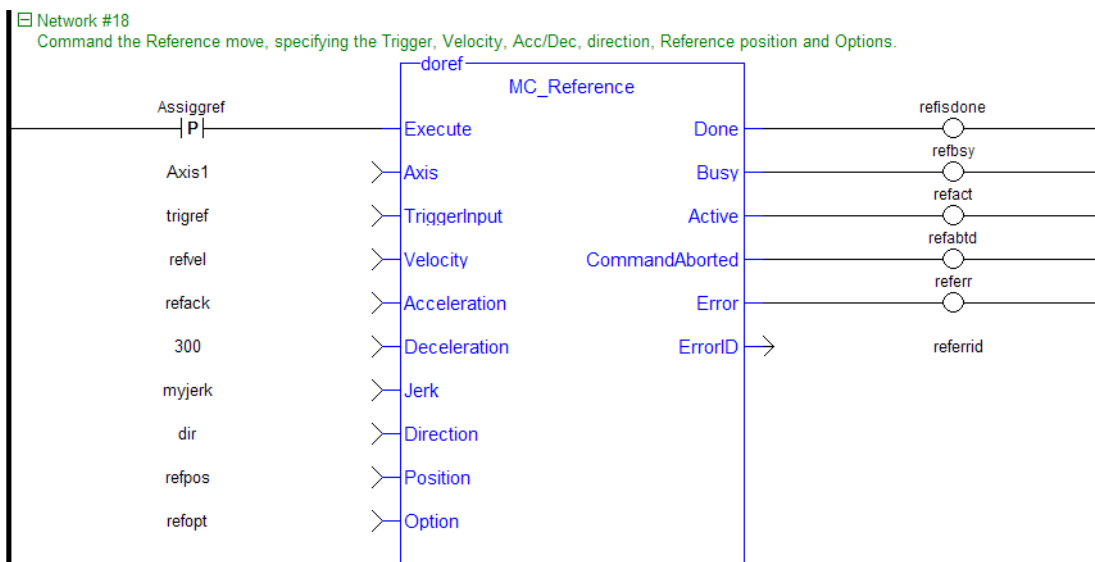 Network #18
Command the Reference move, specifying the Trigger, Velocity, Acc/Dec, direction, Reference position and Options.
doref
MC_Reference
Assiggref
P
Execute
Done
refisdone
Axis1
Axis
Busy
refbsy
trigref
TriggerInput
Active
refact
refvel
Velocity
CommandAborted
refabtd
refack
Acceleration
Error
referr
300
Deceleration
ErrorID
referrid
myjerk
Jerk
dir
Direction
refpos
Position
refopt
Option